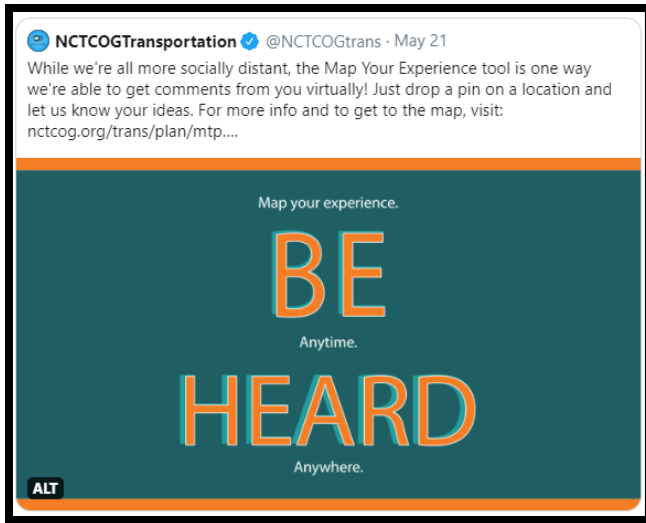 NCTCOGTransportation @NCTCOGtrans · May 21
While we're all more socially distant, the Map Your Experience tool is one way
we're able to get comments from you virtually! Just drop a pin on a location and
let us know your ideas. For more info and to get to the map, visit:
nctcog.org/trans/plan/mtp....
Map your experience.
BE
Anytime.
HEARD
Anywhere.
ALT